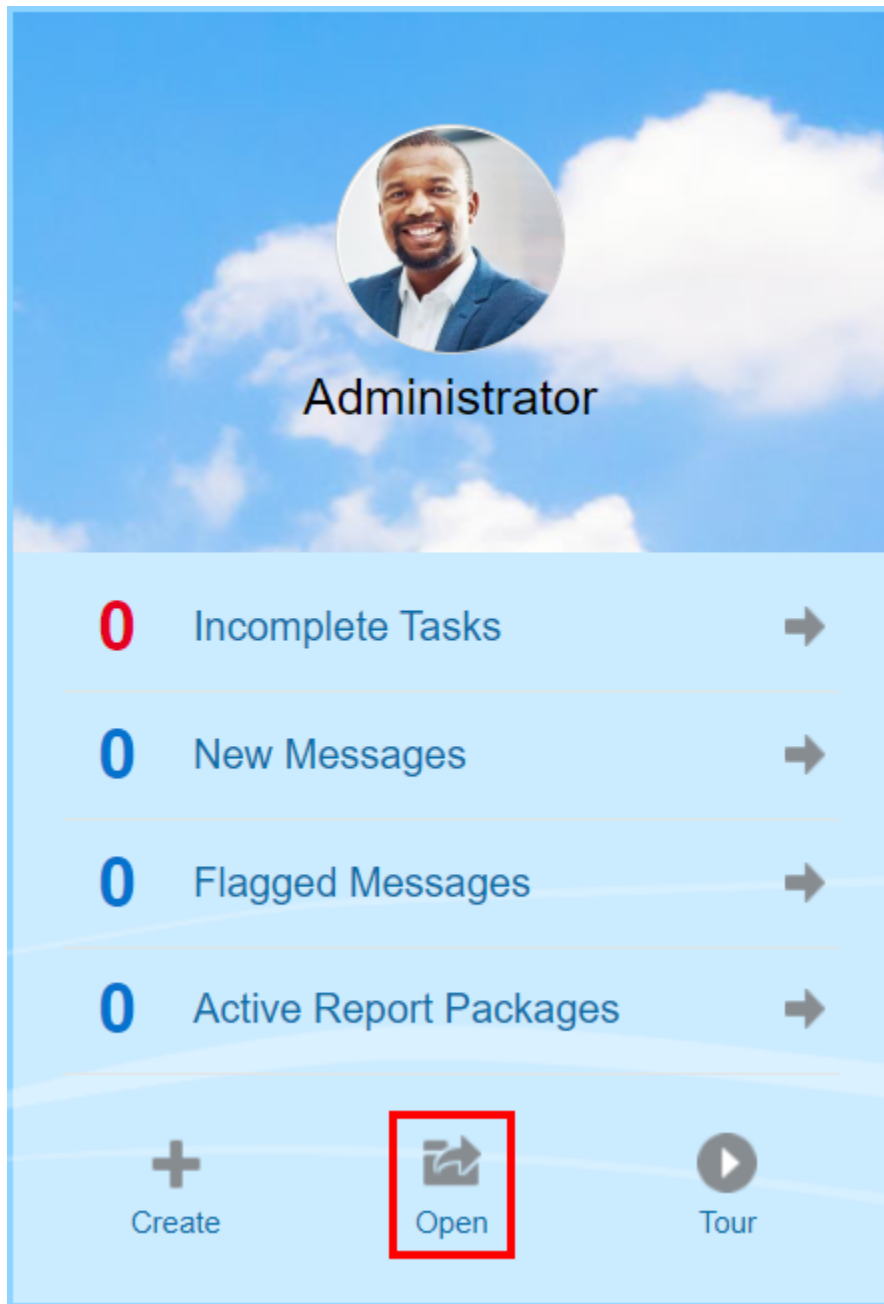 Administrator
0 Incomplete Tasks
0 New Messages
0 Flagged Messages
0 Active Report Packages
Create Open Tour